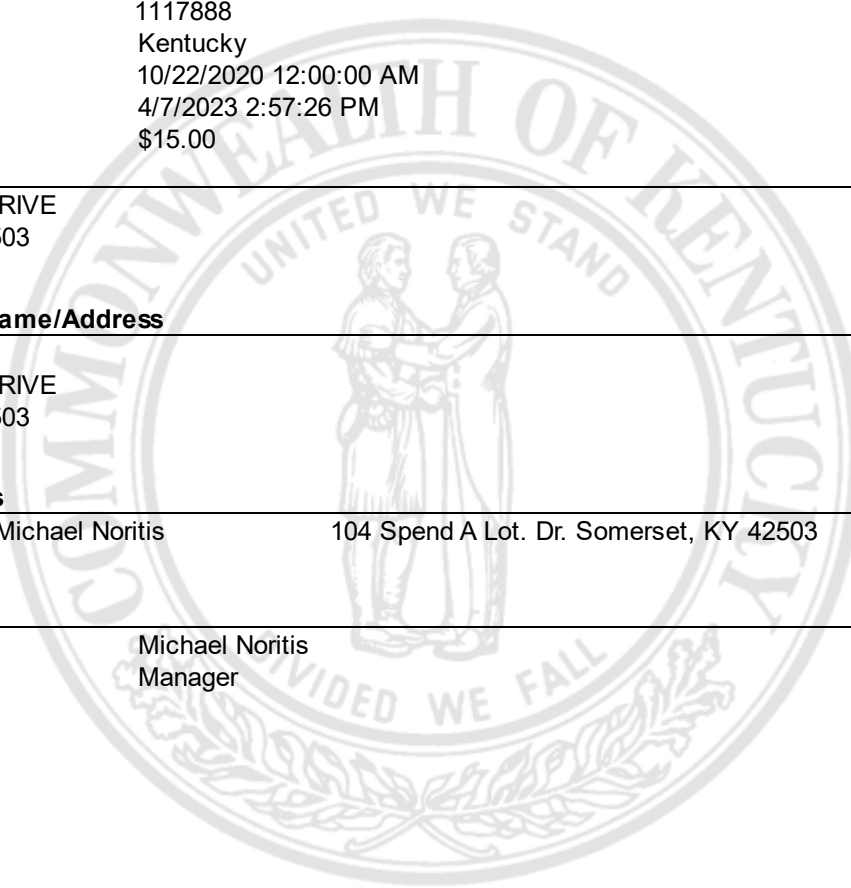 1117888
Kentucky
10/22/2020 12:00:00 AM
4/7/2023 2:57:26 PM
$15.00
RIVE
503
ame/Address
RIVE
503
s
Michael Noritis 104 Spend A Lot. Dr. Somerset, KY 42503
Michael Noritis
Manager
COMMONWEALTH OF KENTUCKY
UNITED WE STAND
DIVIDED WE FALL